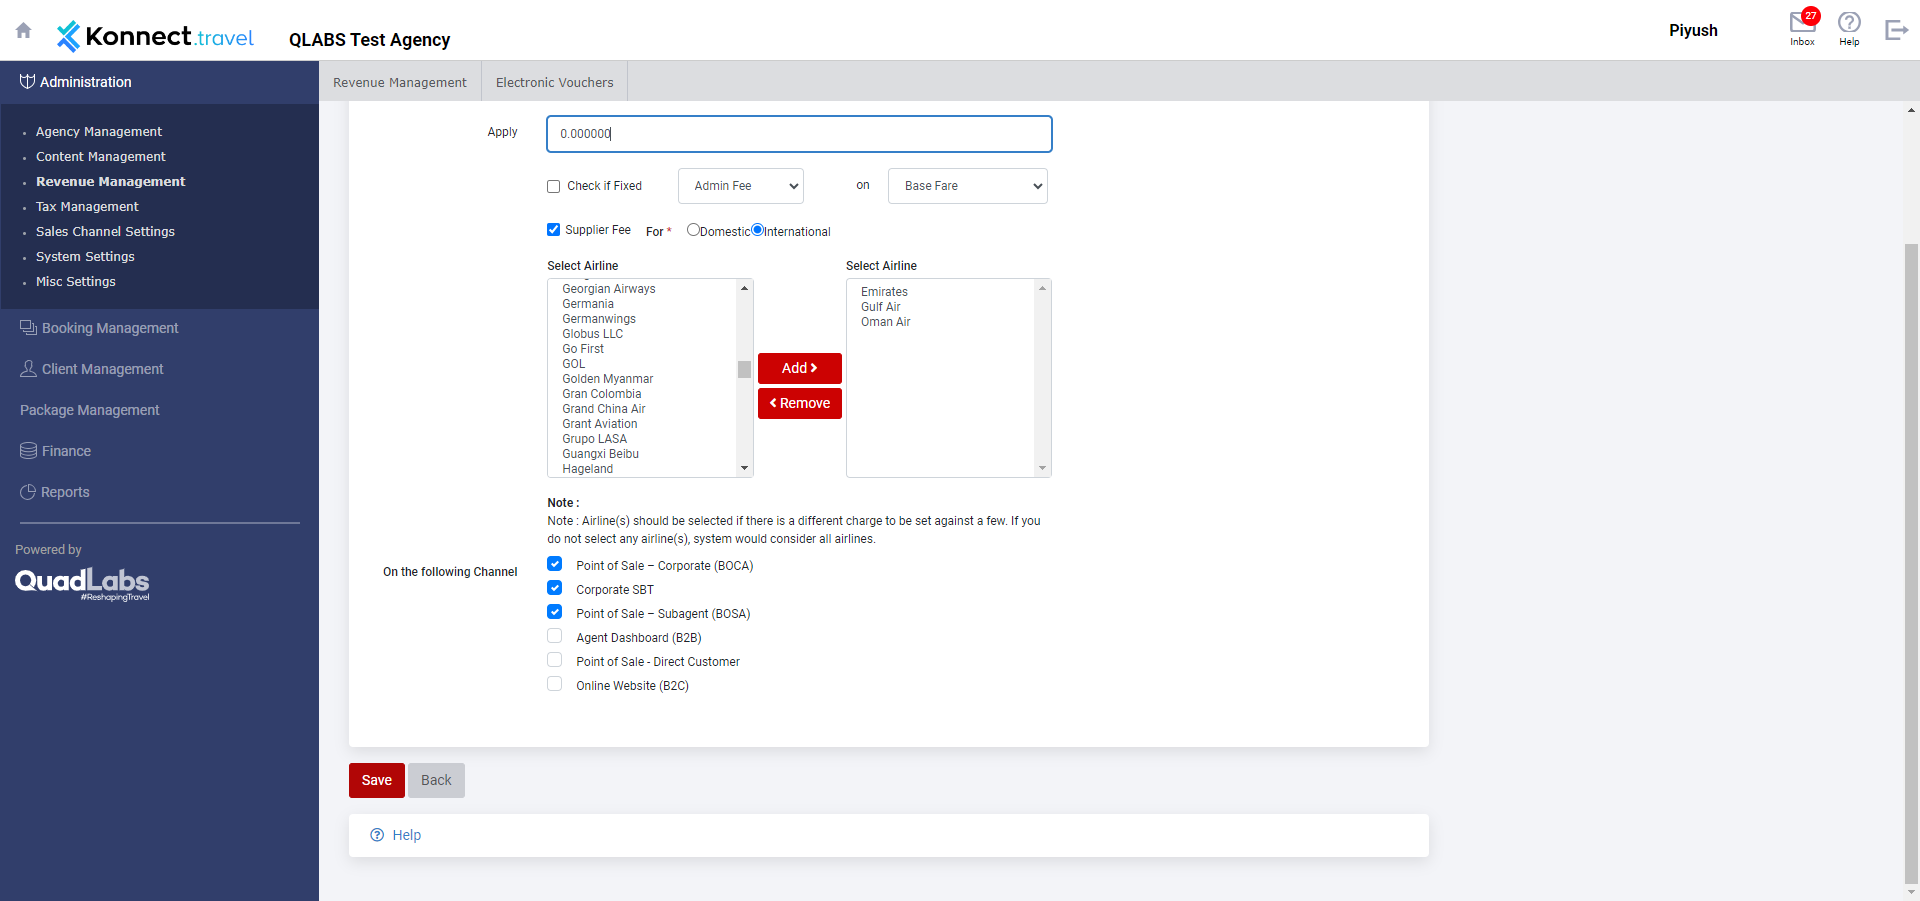 Konnect.travel
QLABS Test Agency
Piyush
27
Inbox
Help
Administration
Agency Management
Content Management
Revenue Management
Tax Management
Sales Channel Settings
System Settings
Misc Settings
Booking Management
Client Management
Package Management
Finance
Reports
Powered by
QuadLabs
#ReshapingTravel
Revenue Management
Electronic Vouchers
Apply
0.000000
Check if Fixed
Admin Fee
on
Base Fare
Supplier Fee
For *
Domestic
International
Select Airline
Georgian Airways
Germania
Germanwings
Globus LLC
Go First
GOL
Golden Myanmar
Gran Colombia
Grand China Air
Grant Aviation
Grupo LASA
Guangxi Beibu
Hageland
Add
Remove
Select Airline
Emirates
Gulf Air
Oman Air
Note :
Note : Airline(s) should be selected if there is a different charge to be set against a few. If you
do not select any airline(s), system would consider all airlines.
On the following Channel
Point of Sale – Corporate (BOCA)
Corporate SBT
Point of Sale – Subagent (BOSA)
Agent Dashboard (B2B)
Point of Sale - Direct Customer
Online Website (B2C)
Save
Back
Help